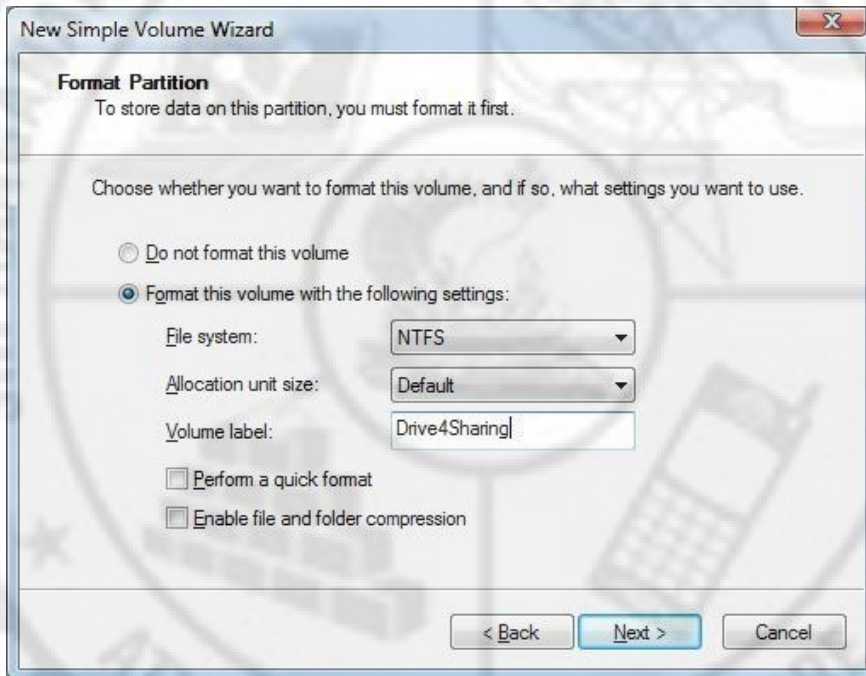 New Simple Volume Wizard
Format Partition
To store data on this partition, you must format it first.
Choose whether you want to format this volume, and if so, what settings you want to use.
Do not format this volume
Format this volume with the following settings:
File system: NTFS
Allocation unit size: Default
Volume label: Drive4Sharing
Perform a quick format
Enable file and folder compression
< Back Next > Cancel